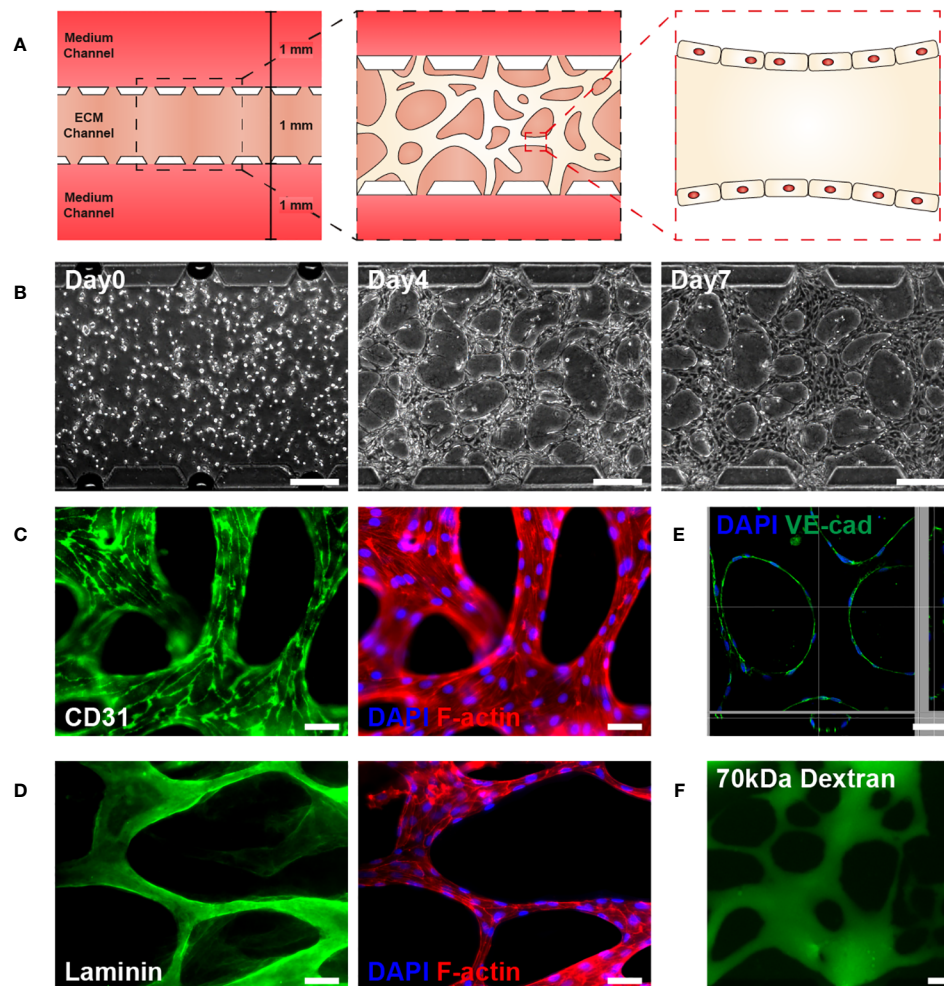 A
Medium
Channel
1 mm
ECM
Channel
1 mm
Medium
Channel
1 mm
B
Day0
Day4
Day7
C
CD31
DAPI F-actin
E
DAPI VE-cad
D
Laminin
DAPI F-actin
F
70kDa Dextran